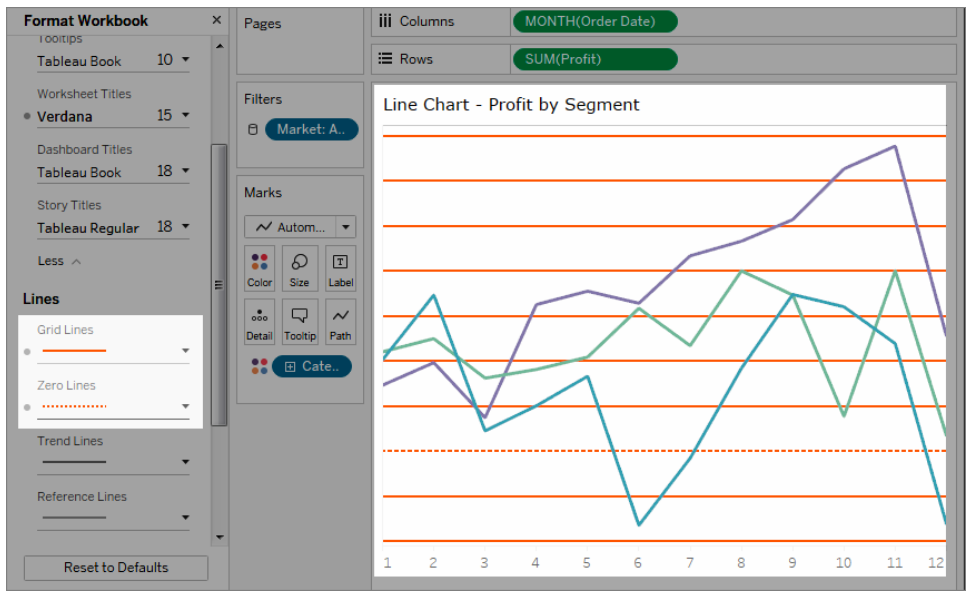 Format Workbook ×
Tooltips
Tableau Book 10
Worksheet Titles
Verdana 15
Dashboard Titles
Tableau Book 18
Story Titles
Tableau Regular 18
Less
Lines
Grid Lines
Zero Lines
Trend Lines
Reference Lines
Reset to Defaults
Pages
Filters
Market: A..
Marks
Autom...
Color Size Label
Detail Tooltip Path
Cate..
Columns MONTH(Order Date)
Rows SUM(Profit)
Line Chart - Profit by Segment
1 2 3 4 5 6 7 8 9 10 11 12